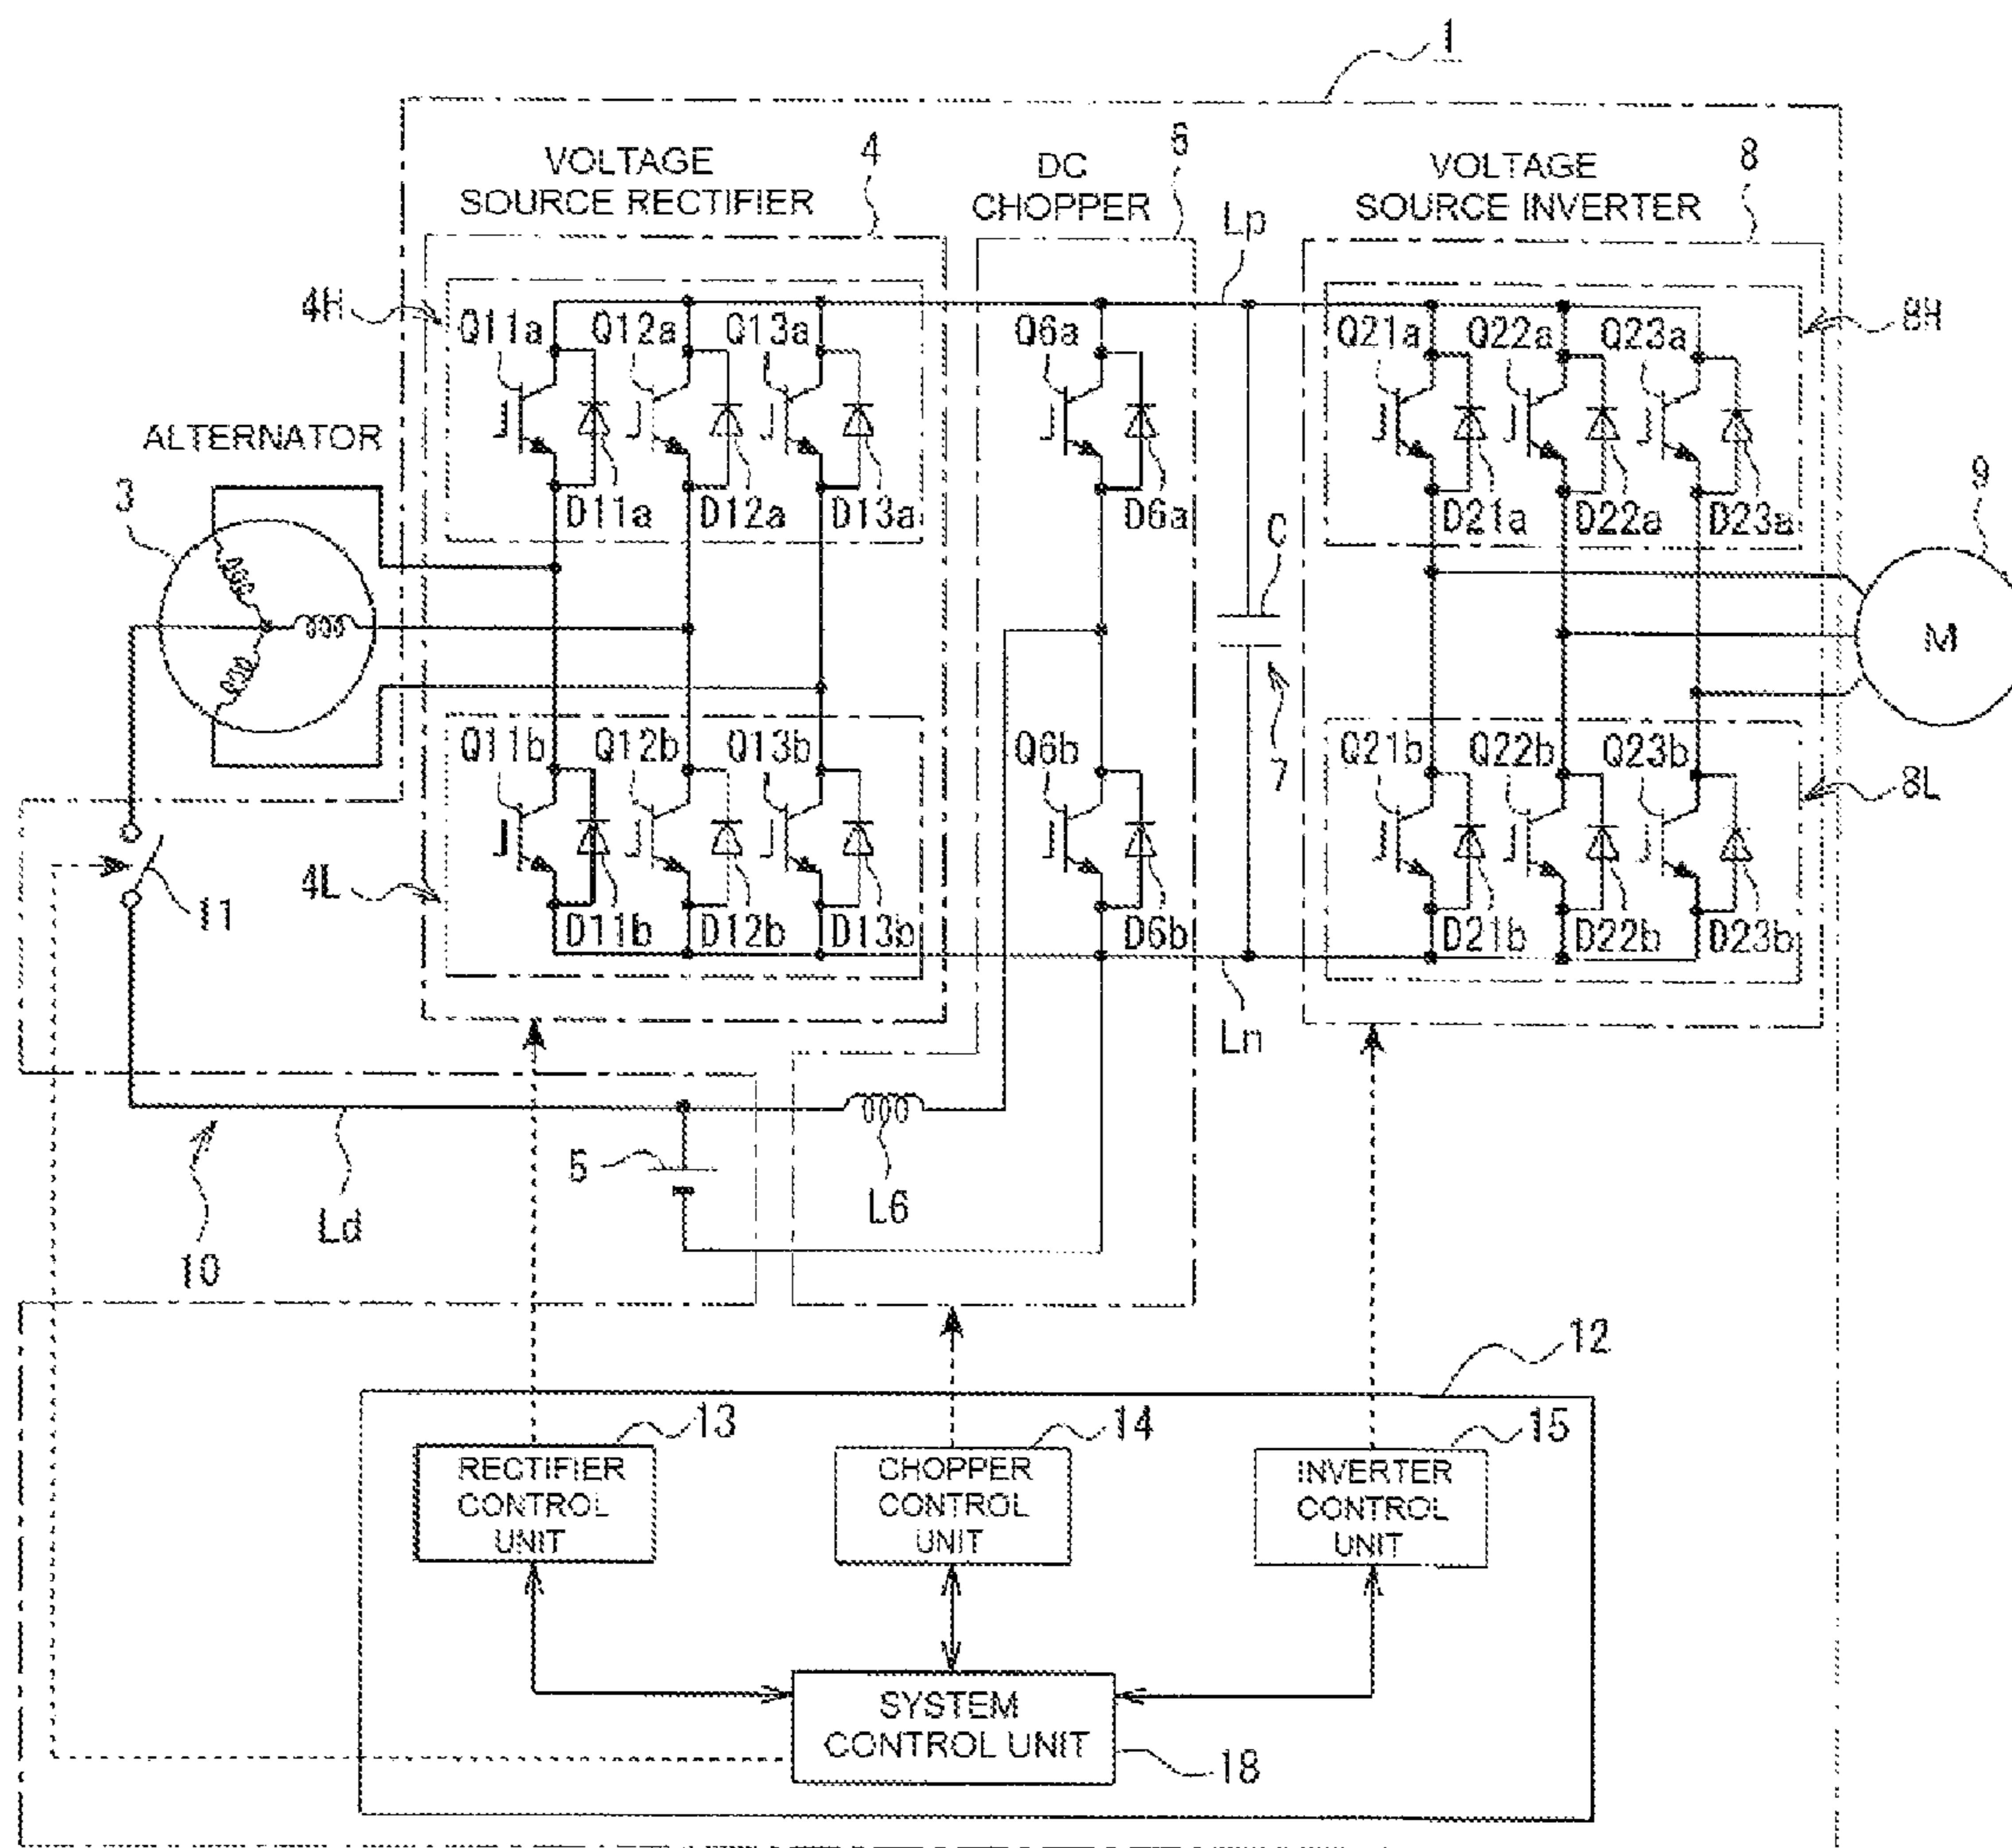 1
VOLTAGE
SOURCE RECTIFIER
4
DC
CHOPPER
6
VOLTAGE
SOURCE INVERTER
8
Lp
4H
Q11a
Q12a
Q13a
Q6a
Q21a
Q22a
Q23a
8H
ALTERNATOR
3
D11a
D12a
D13a
D6a
C
D21a
D22a
D23a
9
M
7
Q11b
Q12b
Q13b
Q6b
Q21b
Q22b
Q23b
8L
11
4L
D11b
D12b
D13b
D6b
D21b
D22b
D23b
Ln
5
L6
Ld
10
12
13
14
15
RECTIFIER
CONTROL
UNIT
CHOPPER
CONTROL
UNIT
INVERTER
CONTROL
UNIT
SYSTEM
CONTROL UNIT
18